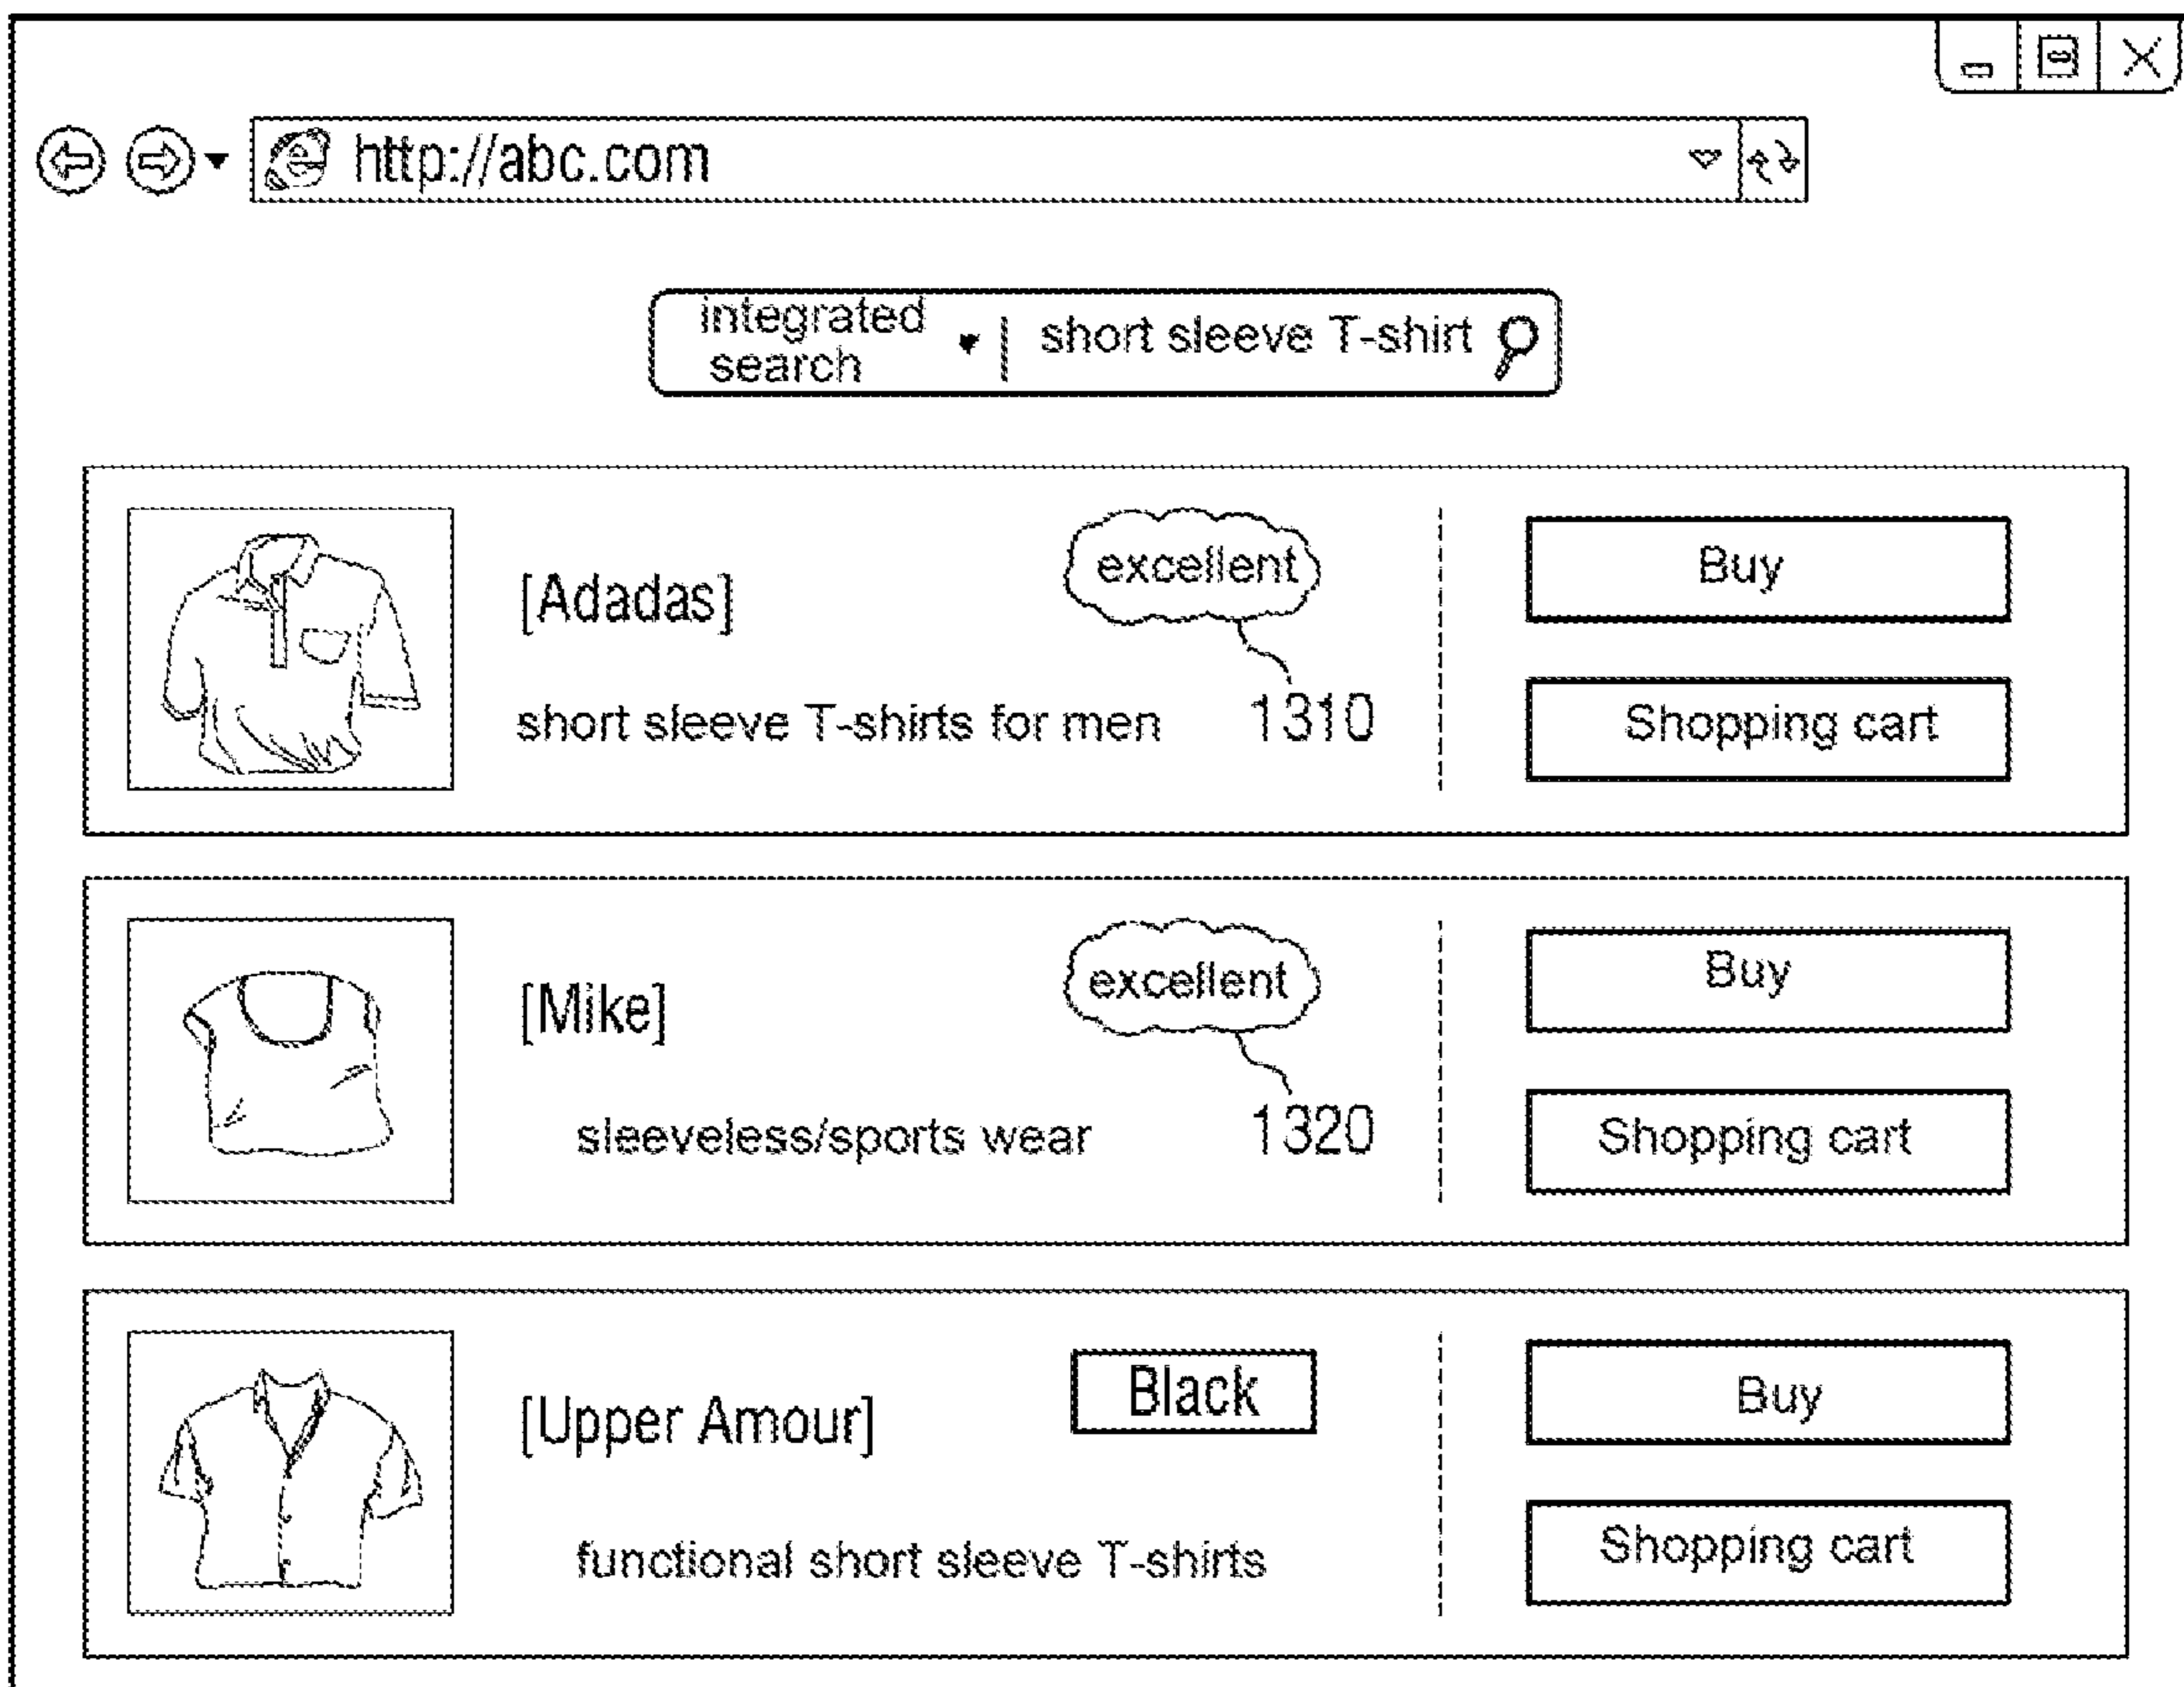 http://abc.com
integrated
search
short sleeve T-shirt
[Adadas]
excellent
short sleeve T-shirts for men
1310
Buy
Shopping cart
[Mike]
excellent
sleeveless/sports wear
1320
Buy
Shopping cart
[Upper Amour]
Black
functional short sleeve T-shirts
Buy
Shopping cart